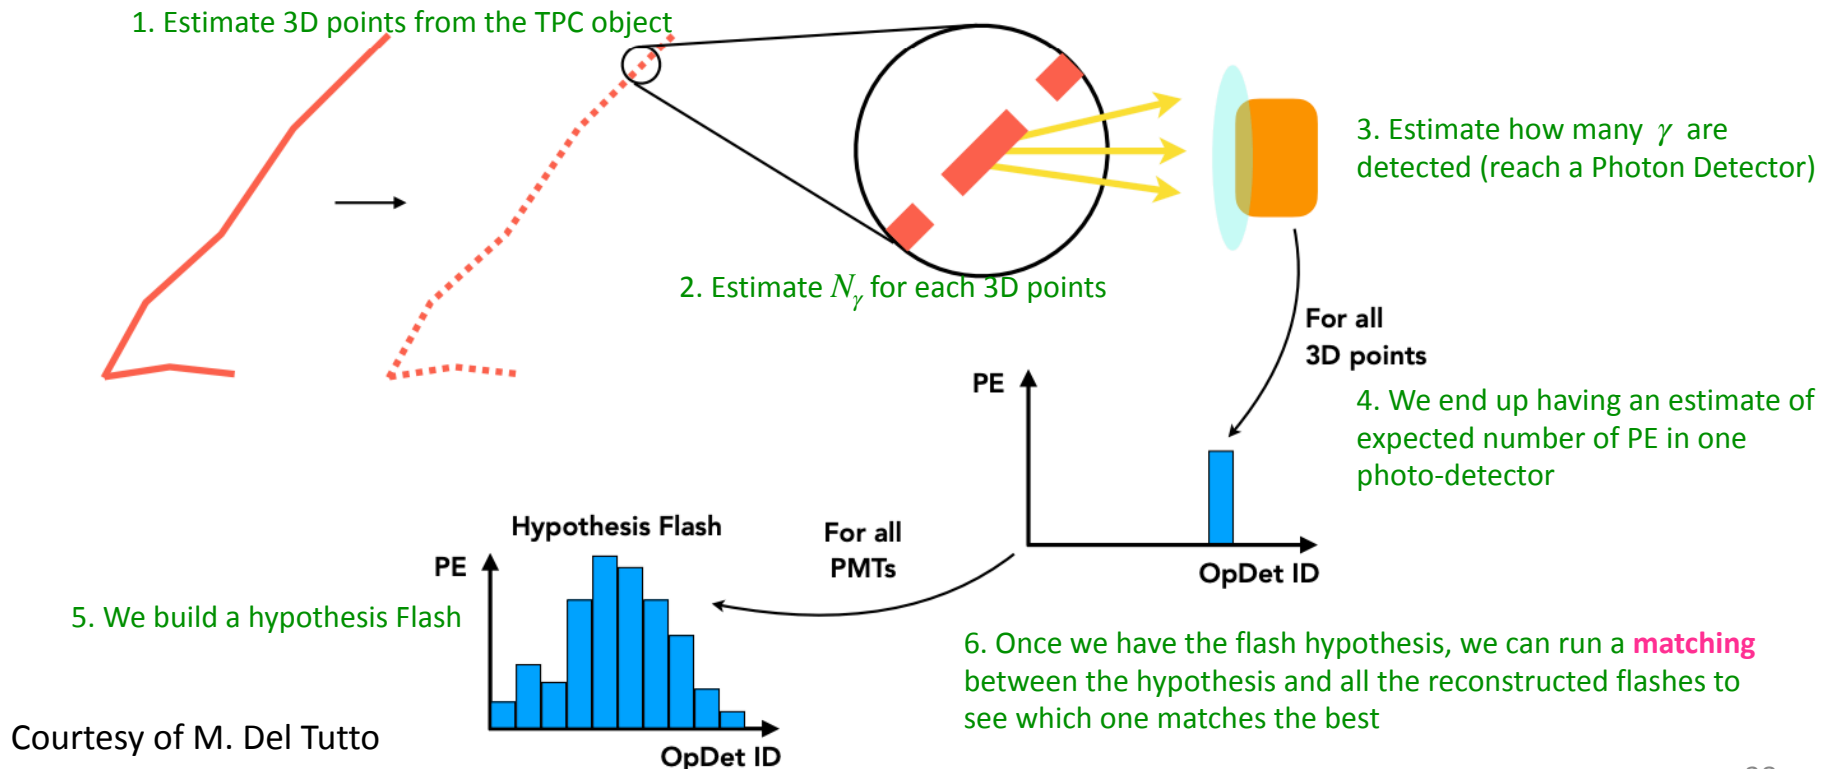 1. Estimate 3D points from the TPC object
3. Estimate how many γ are
detected (reach a Photon Detector)
2. Estimate Nγ for each 3D points
For all
3D points
PE
4. We end up having an estimate of
expected number of PE in one
photo-detector
OpDet ID
For all
PMTs
Hypothesis Flash
PE
5. We build a hypothesis Flash
OpDet ID
6. Once we have the flash hypothesis, we can run a matching
between the hypothesis and all the reconstructed flashes to
see which one matches the best
Courtesy of M. Del Tutto